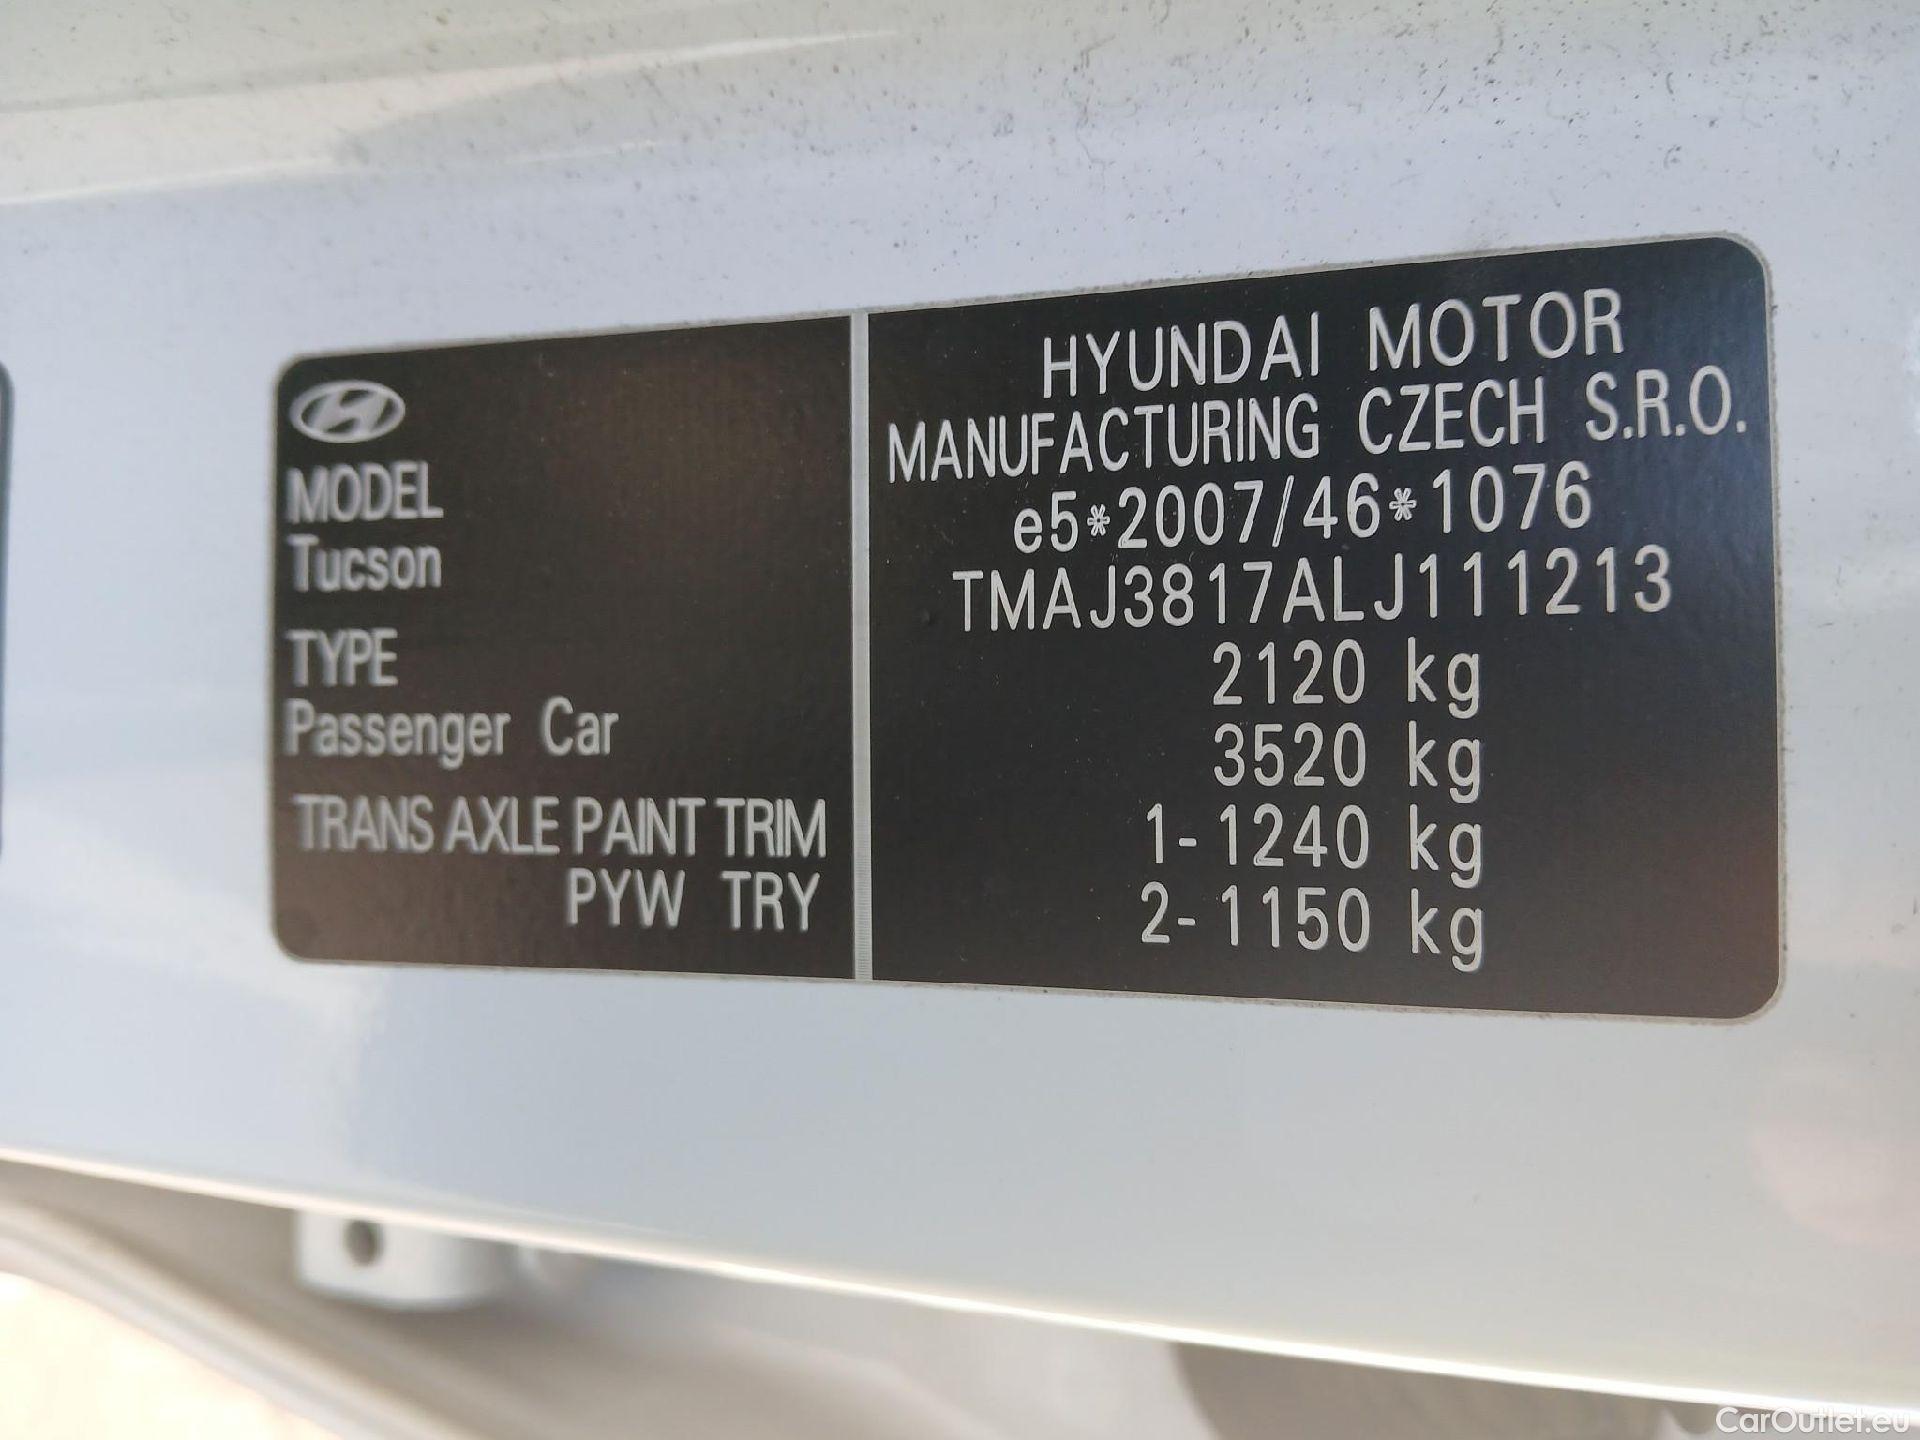 MODEL
Tucson
TYPE
Passenger Car
TRANS AXLE PAINT TRIM
PYW TRY
HYUNDAI MOTOR
MANUFACTURING CZECH S.R.O.
e5*2007/46*1076
TMAJ3817ALJ111213
2120 kg
3520 kg
1-1240 kg
2-1150 kg
CarOutlet.eu